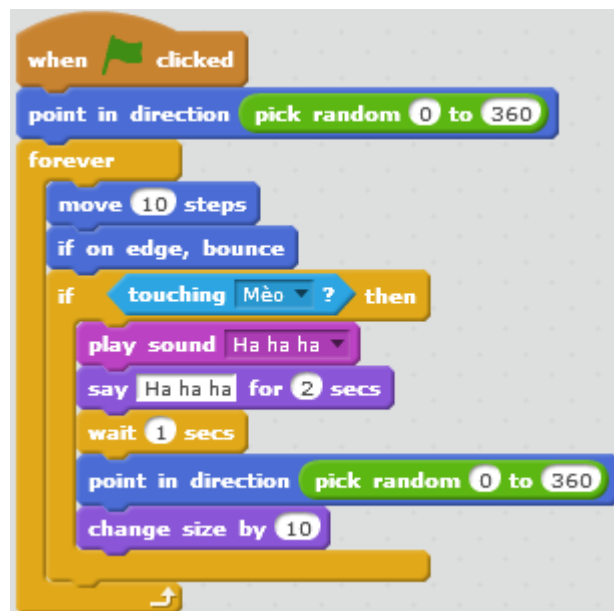 when clicked
point in direction pick random 0 to 360
forever
move 10 steps
if on edge, bounce
if touching Mèo ? then
play sound Ha ha ha
say Ha ha ha for 2 secs
wait 1 secs
point in direction pick random 0 to 360
change size by 10